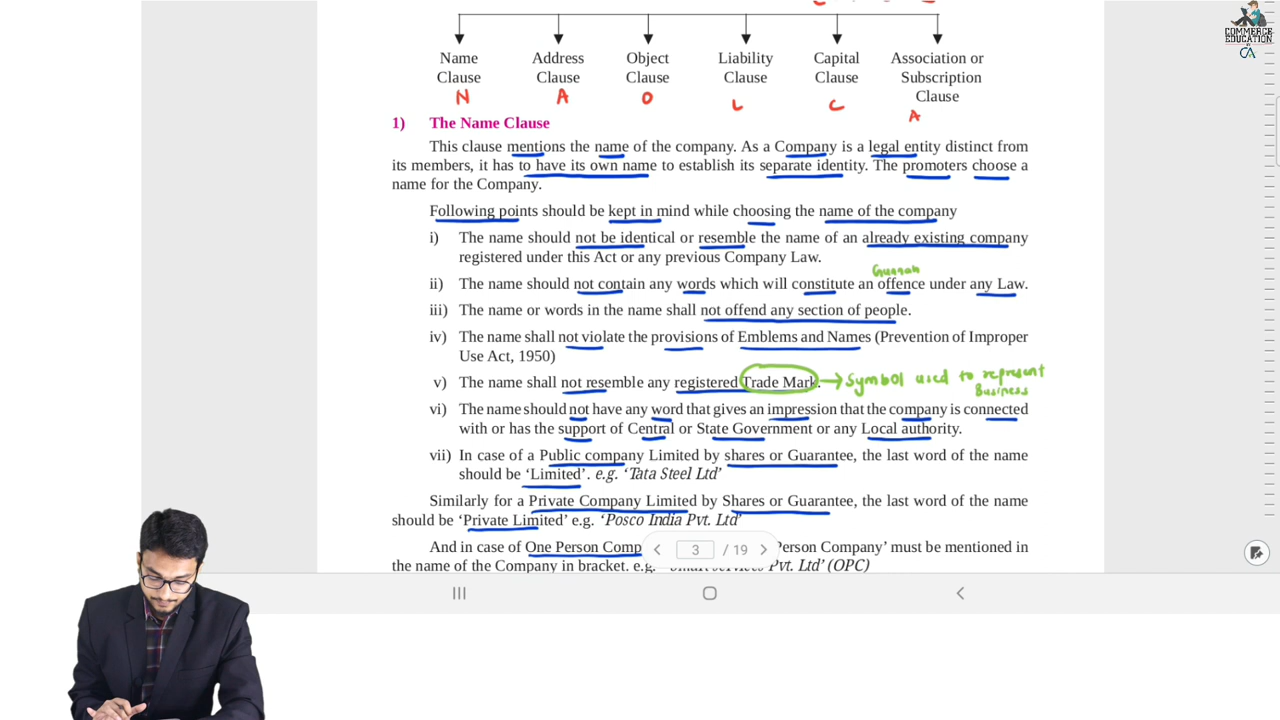 COMMERCE
EDUCATION
BY
CA
Name Address Object Liability Capital Association or
Clause Clause Clause Clause Clause Subscription
Clause
N A O L C A
1) The Name Clause
This clause mentions the name of the company. As a Company is a legal entity distinct from
its members, it has to have its own name to establish its separate identity. The promoters choose a
name for the Company.
Following points should be kept in mind while choosing the name of the company
i) The name should not be identical or resemble the name of an already existing company
registered under this Act or any previous Company Law.
Gunnah
ii) The name should not contain any words which will constitute an offence under any Law.
iii) The name or words in the name shall not offend any section of people.
iv) The name shall not violate the provisions of Emblems and Names (Prevention of Improper
Use Act, 1950)
v) The name shall not resemble any registered Trade Mark. → Symbol used to represent
Business
vi) The name should not have any word that gives an impression that the company is connected
with or has the support of Central or State Government or any Local authority.
vii) In case of a Public company Limited by shares or Guarantee, the last word of the name
should be ‘Limited’. e.g. ‘Tata Steel Ltd’
Similarly for a Private Company Limited by Shares or Guarantee, the last word of the name
should be ‘Private Limited’ e.g. ‘Posco India Pvt. Ltd’
And in case of One Person Comp Person Company’ must be mentioned in
3 / 19
the name of the Company in bracket. e.g. Services Pvt. Ltd’ (OPC)